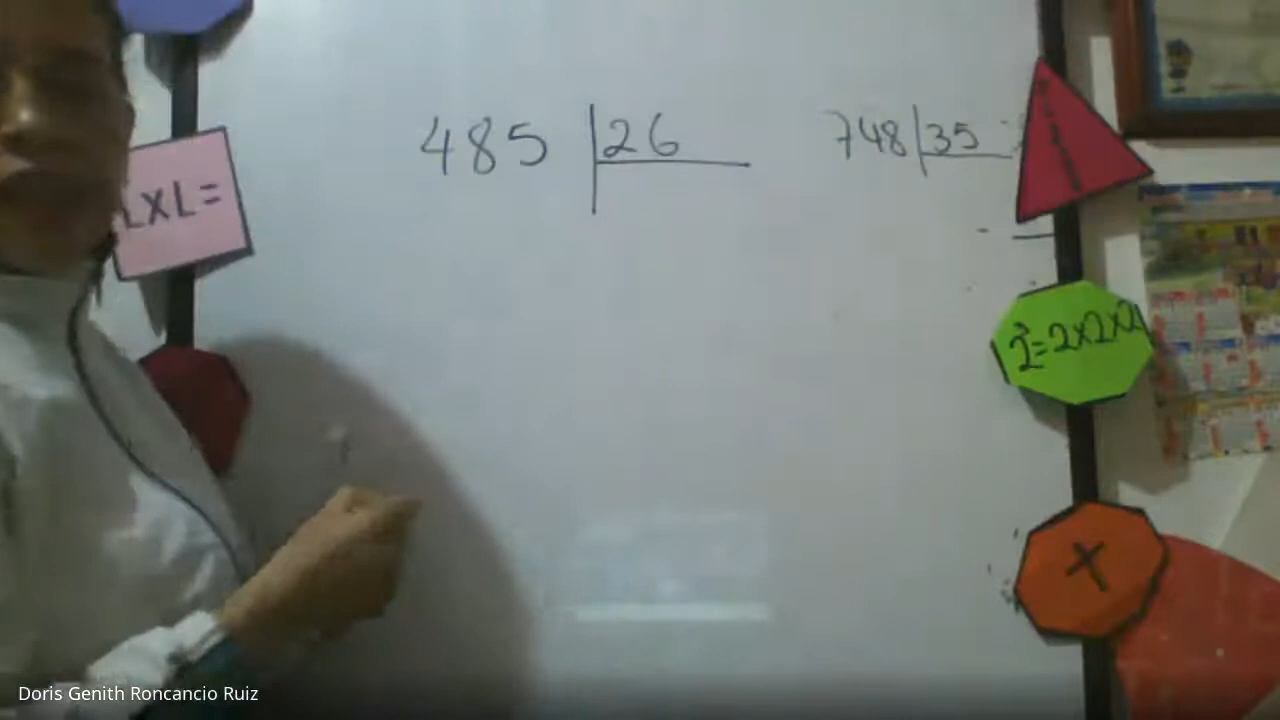 485 26
748 35
LXL=
2³=2x2x2
X
Doris Genith Roncancio Ruiz